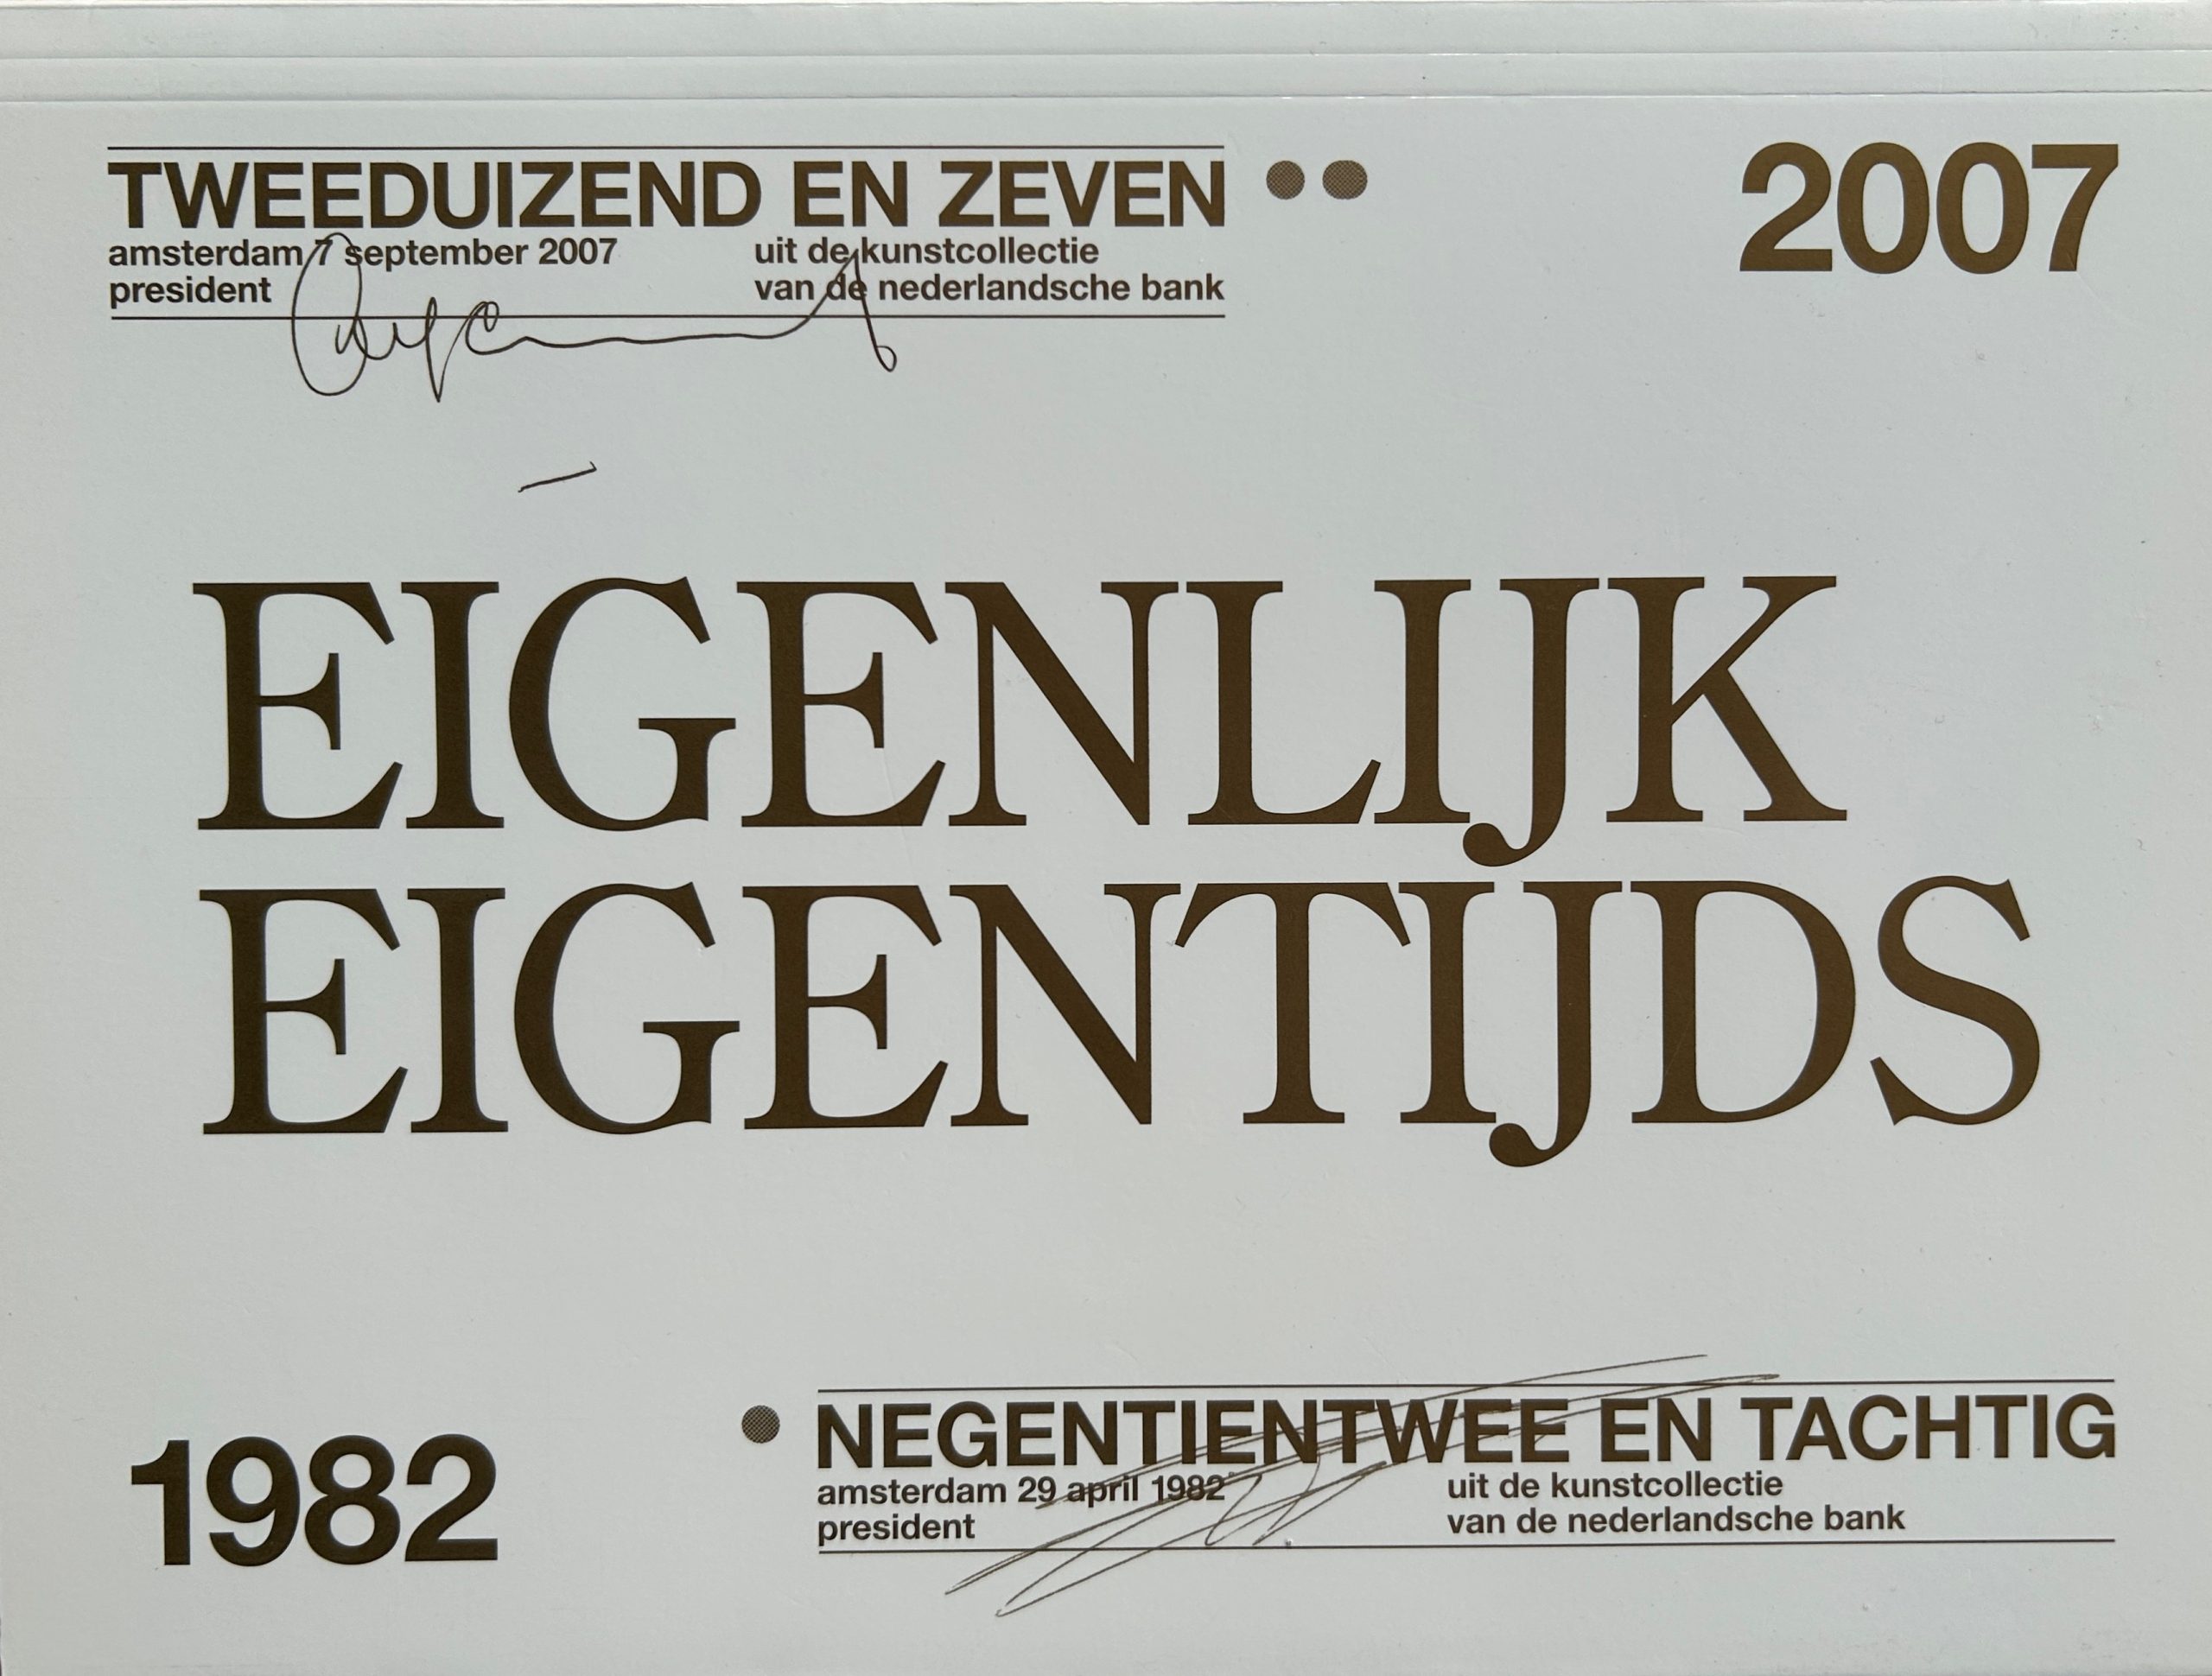 TWEEDUIZEND EN ZEVEN
amsterdam 7 september 2007
president
uit de kunstcollectie
van de nederlandsche bank
2007
EIGENLIJK
EIGENTIJDS
1982
NEGENTIENTWEE EN TACHTIG
amsterdam 29 april 1982
president
uit de kunstcollectie
van de nederlandsche bank